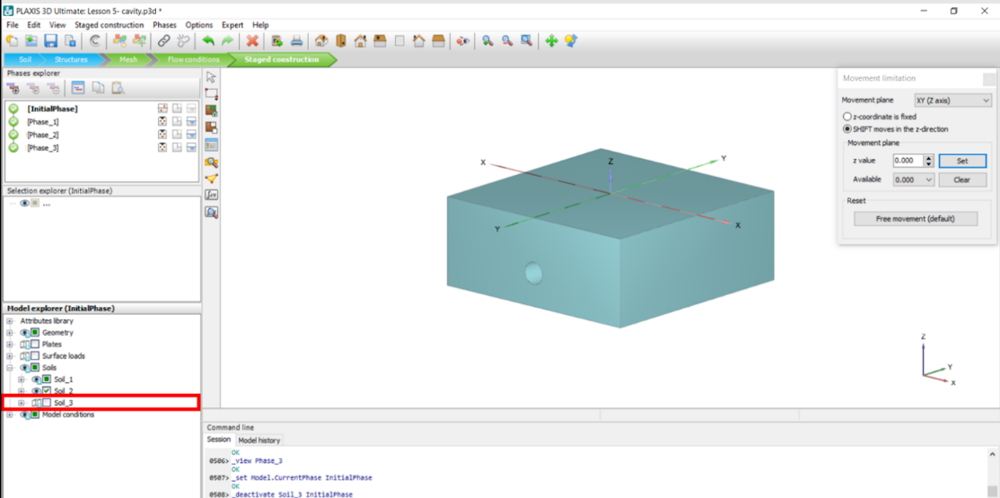 PLAXIS 3D Ultimate: Lesson 5- cavity.p3d *
File Edit View Staged construction Phases Options Expert Help
Soil Structures Mesh Flow conditions Staged construction
Phases explorer
[InitialPhase]
[Phase_1]
[Phase_2]
[Phase_3]
Selection explorer (InitialPhase)
...
Model explorer (InitialPhase)
Attributes library
Geometry
Plates
Surface loads
Soils
Soil_1
Soil_2
Soil_3
Model conditions
X
Z
Y
Y
X
Movement limitation
Movement plane XY (Z axis)
z-coordinate is fixed
SHIFT moves in the z-direction
Movement plane
z value 0.000 Set
Available 0.000 Clear
Reset
Free movement (default)
Z
Y
X
Command line
Session Model history
OK
0506> _view Phase_3
OK
0507> _set Model.CurrentPhase InitialPhase
OK
0508> _deactivate Soil_3 InitialPhase